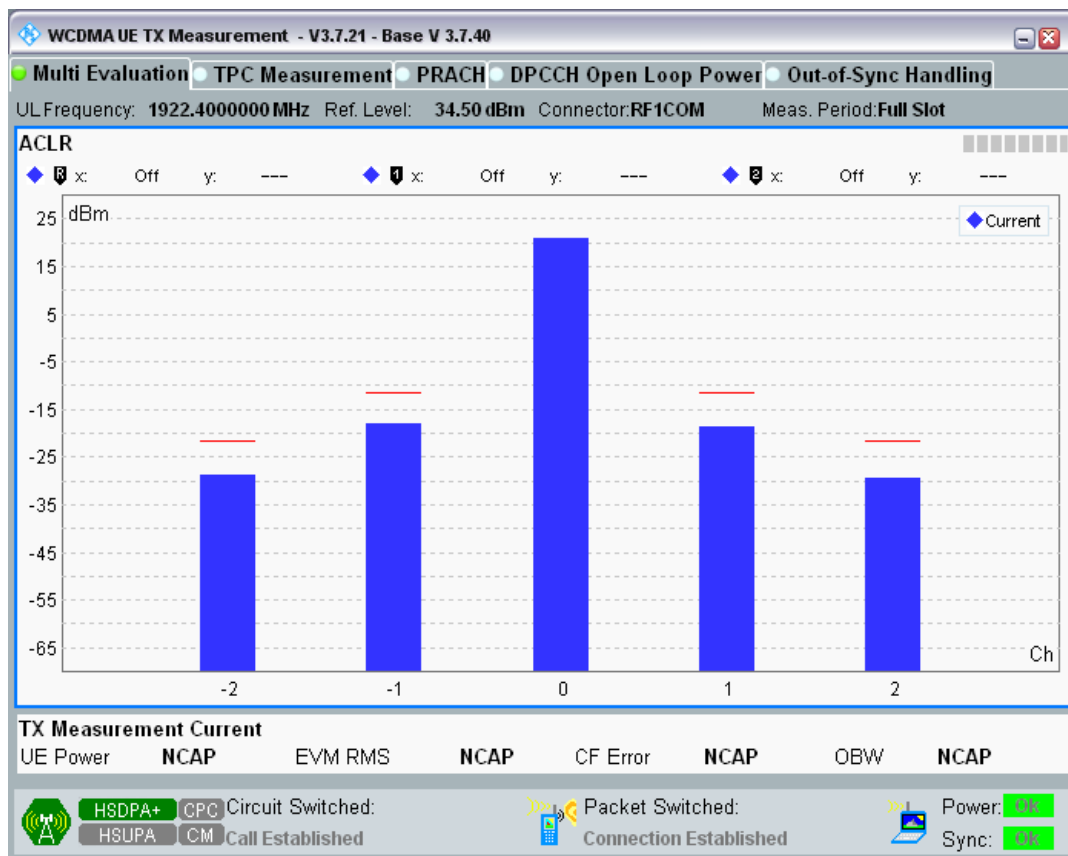 WCDMA UE TX Measurement - V3.7.21 - Base V 3.7.40
Multi Evaluation TPC Measurement PRACH DPCCH Open Loop Power Out-of-Sync Handling
UL Frequency: 1922.4000000 MHz Ref. Level: 34.50 dBm Connector:RF1COM Meas. Period:Full Slot
ACLR
R x: Off y: --- 1 x: Off y: --- 2 x: Off y: ---
dBm
Current
25
15
5
-5
-15
-25
-35
-45
-55
-65
Ch
-2 -1 0 1 2
TX Measurement Current
UE Power NCAP EVM RMS NCAP CF Error NCAP OBW NCAP
HSDPA+ CPC Circuit Switched: Packet Switched: Power: OK
HSUPA CM Call Established Connection Established Sync: OK